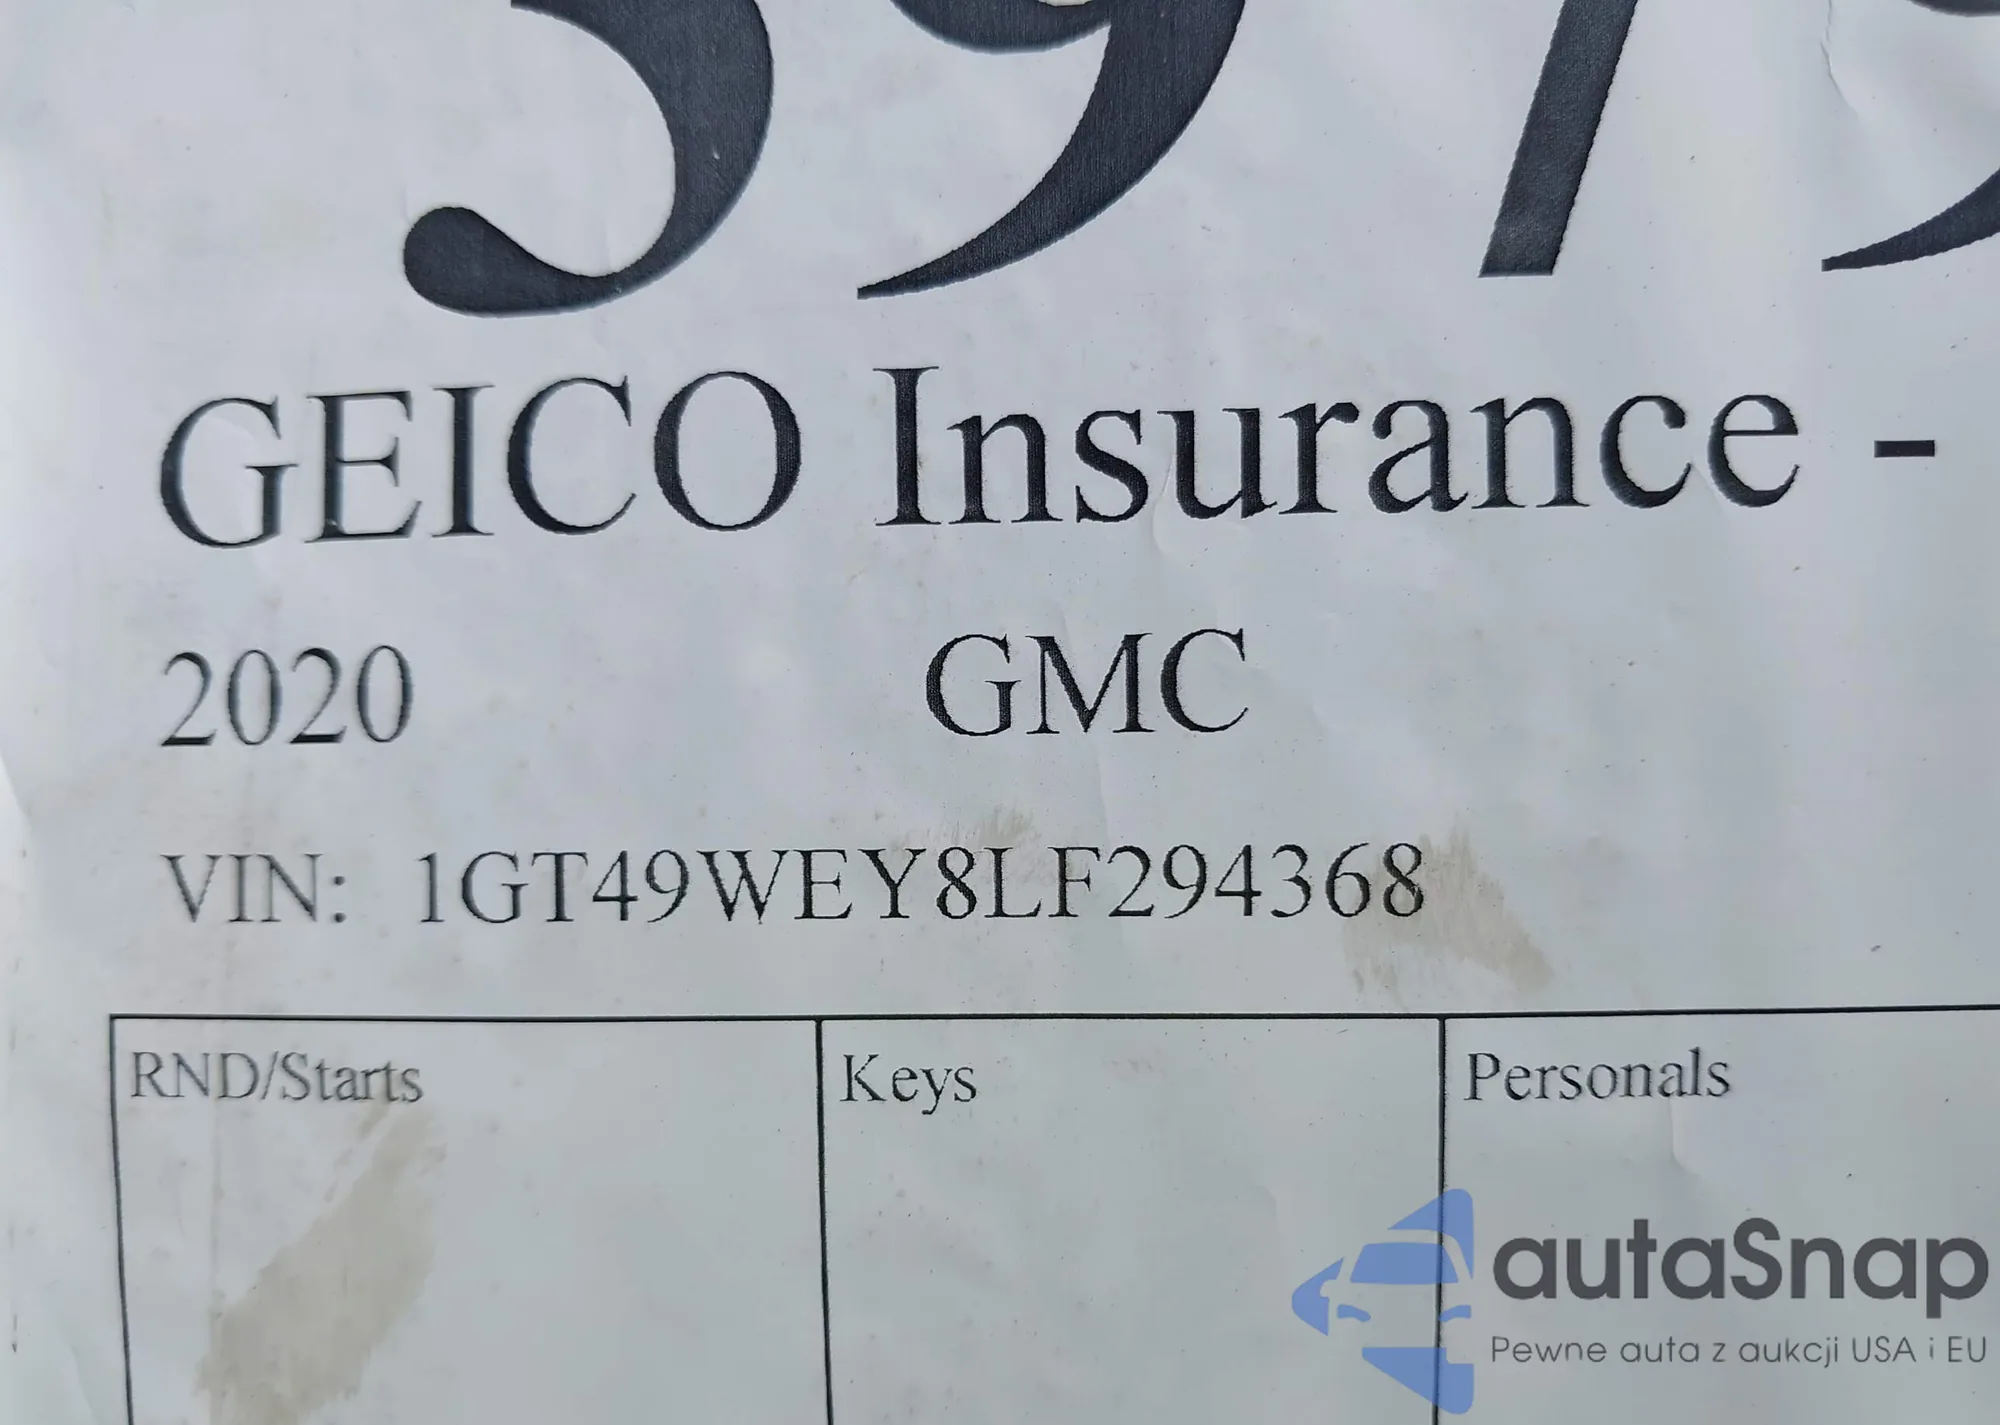 GEICO Insurance -
2020 GMC
VIN: 1GT49WEY8LF294368
RND/Starts Keys Personals
autaSnap
Pewne auta z aukcji USA i EU